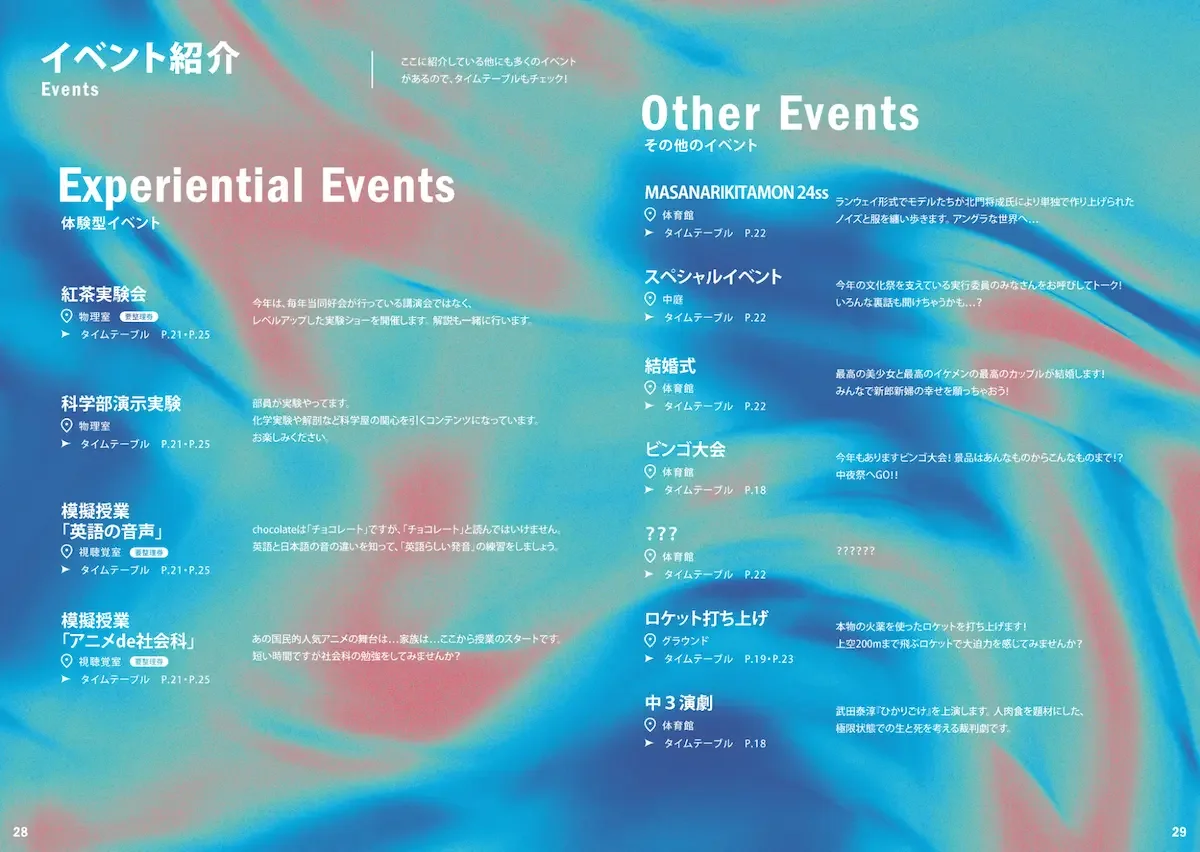 イベント紹介
Events
ここに紹介している他にも多くのイベント
があるので、タイムテーブルもチェック!
Experiential Events
体験型イベント
紅茶実験会
物理室 要整理券
タイムテーブル P.21・P.25
今年は、毎年当同好会が行っている講演会ではなく、
レベルアップした実験ショーを開催します。解説も一緒に行います。
科学部演示実験
物理室
タイムテーブル P.21・P.25
部員が実験やってます。
化学実験や解剖など科学屋の関心を引くコンテンツになっています。
お楽しみください。
模擬授業
「英語の音声」
視聴覚室 要整理券
タイムテーブル P.21・P.25
chocolateは「チョコレート」ですが、「チョコレート」と読んではいけません。
英語と日本語の音の違いを知って、「英語らしい発音」の練習をしましょう。
模擬授業
「アニメde社会科」
視聴覚室 要整理券
タイムテーブル P.21・P.25
あの国民的人気アニメの舞台は…家族は…ここから授業のスタートです。
短い時間ですが社会科の勉強をしてみませんか?
28
Other Events
その他のイベント
MASANARIKITAMON 24ss
体育館
タイムテーブル P.22
ランウェイ形式でモデルたちが北門将成氏により単独で作り上げられた
ノイズと服を纏い歩きます。アングラな世界へ…
スペシャルイベント
中庭
タイムテーブル P.22
今年の文化祭を支えている実行委員のみなさんをお呼びしてトーク!
いろんな裏話も聞けちゃうかも…?
結婚式
体育館
タイムテーブル P.22
最高の美少女と最高のイケメンの最高のカップルが結婚します!
みんなで新郎新婦の幸せを願っちゃおう!
ビンゴ大会
体育館
タイムテーブル P.18
今年もありますビンゴ大会! 景品はあんなものからこんなものまで!?
中夜祭へGO!!
???
体育館
タイムテーブル P.22
??????
ロケット打ち上げ
グラウンド
タイムテーブル P.19・P.23
本物の火薬を使ったロケットを打ち上げます!
上空200mまで飛ぶロケットで大迫力を感じてみませんか?
中3演劇
体育館
タイムテーブル P.18
武田泰淳『ひかりごけ』を上演します。人肉食を題材にした、
極限状態での生と死を考える裁判劇です。
29